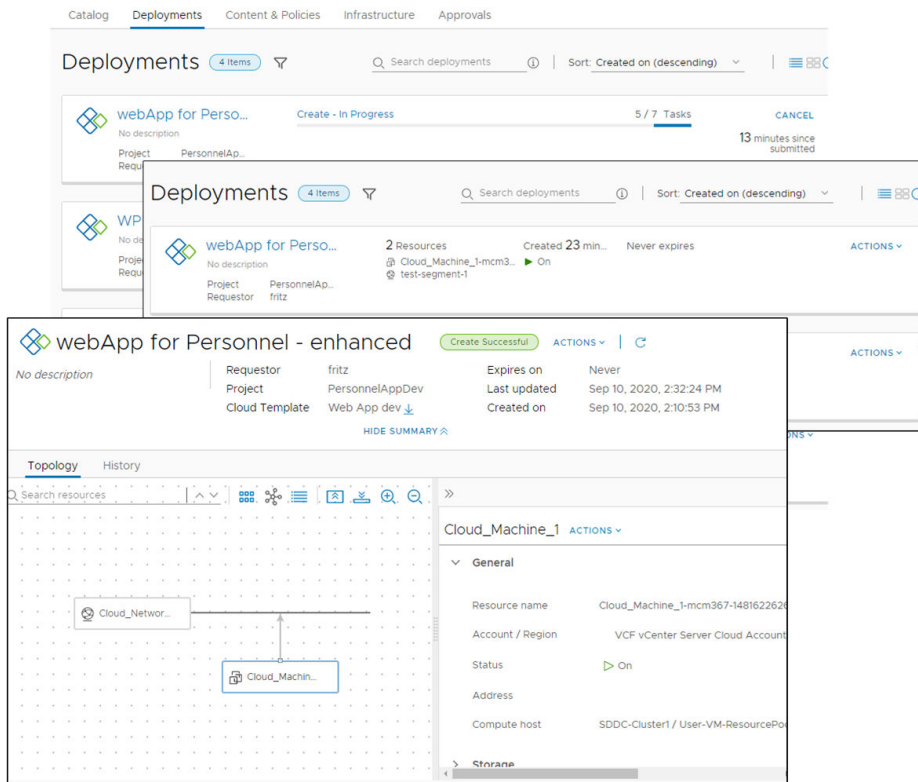 Catalog Deployments Content & Policies Infrastructure Approvals
Deployments 4 Items Search deployments Sort: Created on (descending)
webApp for Perso... Create - In Progress 5 / 7 Tasks CANCEL
No description 13 minutes since
submitted
Project PersonnelAp...
Requ
WP
No de
Proje
Requ
Deployments 4 Items Search deployments Sort: Created on (descending)
webApp for Perso... 2 Resources Created 23 min... Never expires ACTIONS
No description Cloud_Machine_1-mcm3... On
test-segment-1
Project PersonnelAp...
Requestor fritz
ACTIONS
ONS
webApp for Personnel - enhanced Create Successful ACTIONS
No description Requestor fritz Expires on Never
Project PersonnelAppDev Last updated Sep 10, 2020, 2:32:24 PM
Cloud Template Web App dev Created on Sep 10, 2020, 2:10:53 PM
HIDE SUMMARY
Topology History
Search resources
Cloud_Machine_1 ACTIONS
General
Cloud_Networ...
Cloud_Machin...
Resource name Cloud_Machine_1-mcm367-1481622626
Account / Region VCF vCenter Server Cloud Account
Status On
Address
Compute host SDDC-Cluster1 / User-VM-ResourcePoo
Storage